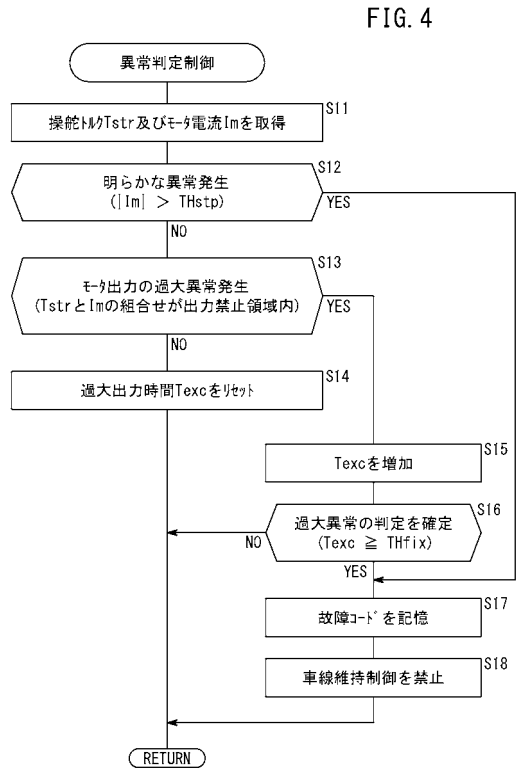 FIG. 4
異常判定制御
S11
操舵ﾄﾙｸTstr及びﾓｰﾀ電流Imを取得
S12
明らかな異常発生
(|Im| > THstp)
YES
NO
S13
ﾓｰﾀ出力の過大異常発生
(TstrとImの組合せが出力禁止領域内)
YES
NO
S14
過大出力時間Texcをﾘｾｯﾄ
S15
Texcを増加
S16
過大異常の判定を確定
(Texc ≧ THfix)
NO
YES
S17
故障ｺｰﾄﾞを記憶
S18
車線維持制御を禁止
RETURN